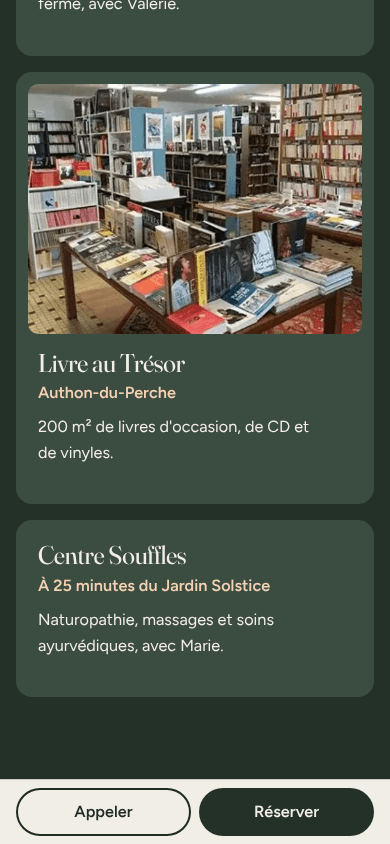 ferme, avec Valérie.
Livre au Trésor
Authon-du-Perche
200 m² de livres d'occasion, de CD et
de vinyles.
Centre Souffles
À 25 minutes du Jardin Solstice
Naturopathie, massages et soins
ayurvédiques, avec Marie.
Appeler
Réserver